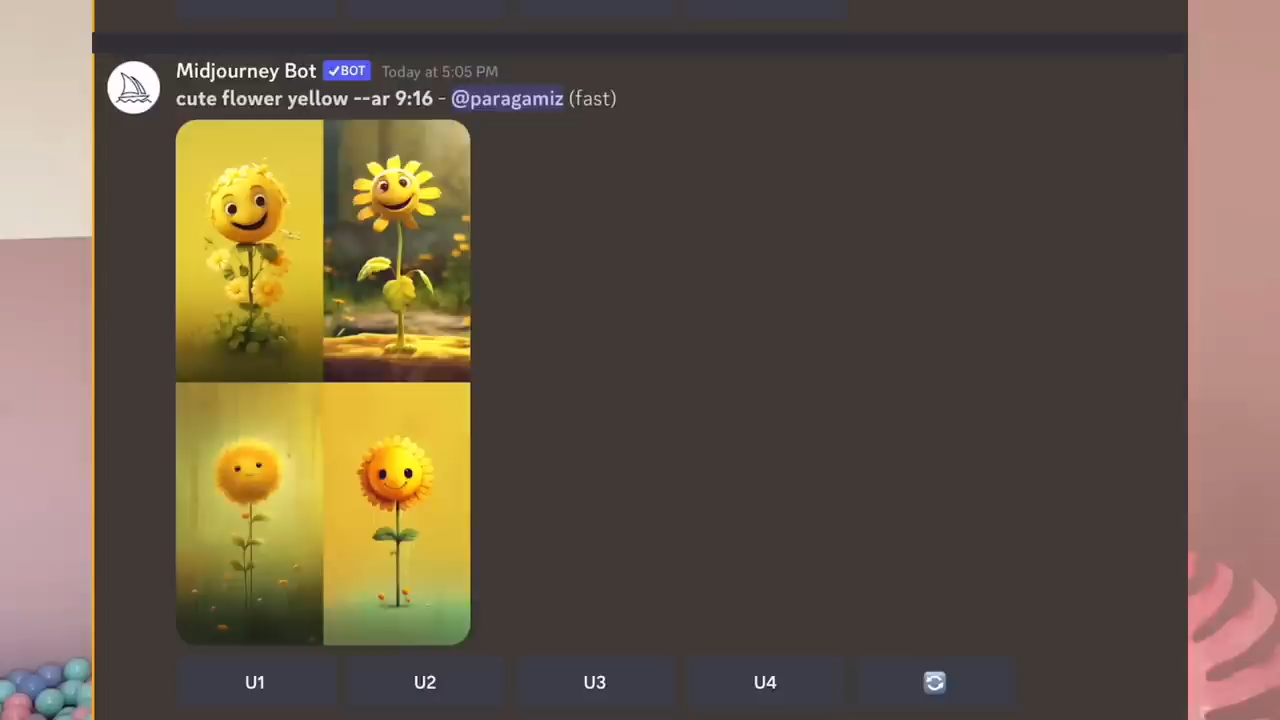 Midjourney Bot ✔BOT Today at 5:05 PM
cute flower yellow --ar 9:16 - @paragamiz (fast)
U1 U2 U3 U4